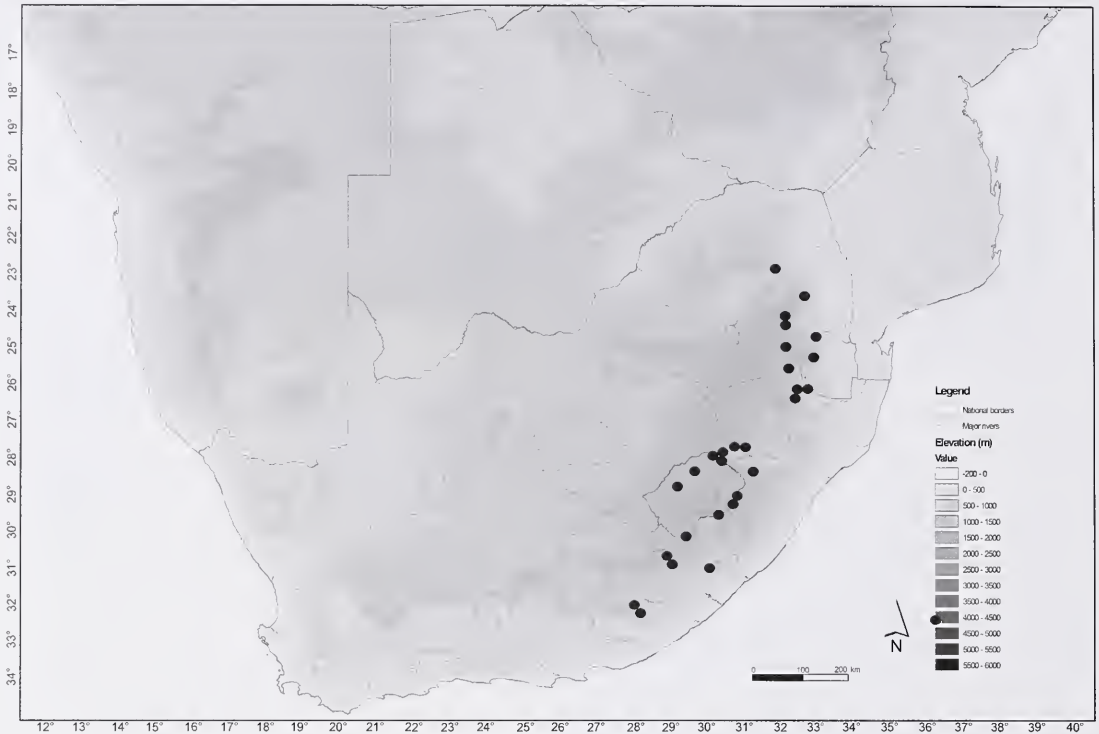 17°
18°
19°
20°
21°
22°
23°
24°
25°
26°
27°
28°
29°
30°
31°
32°
33°
34°
Legend
National borders
Major rivers
Elevation (m)
Value
-200 - 0
0 - 500
500 - 1000
1000 - 1500
1500 - 2000
2000 - 2500
2500 - 3000
3000 - 3500
3500 - 4000
4000 - 4500
4500 - 5000
5000 - 5500
5500 - 6000
N
0 100 200 km
12° 13° 14° 15° 16° 17° 18° 19° 20° 21° 22° 23° 24° 25° 26° 27° 28° 29° 30° 31° 32° 33° 34° 35° 36° 37° 38° 39° 40°